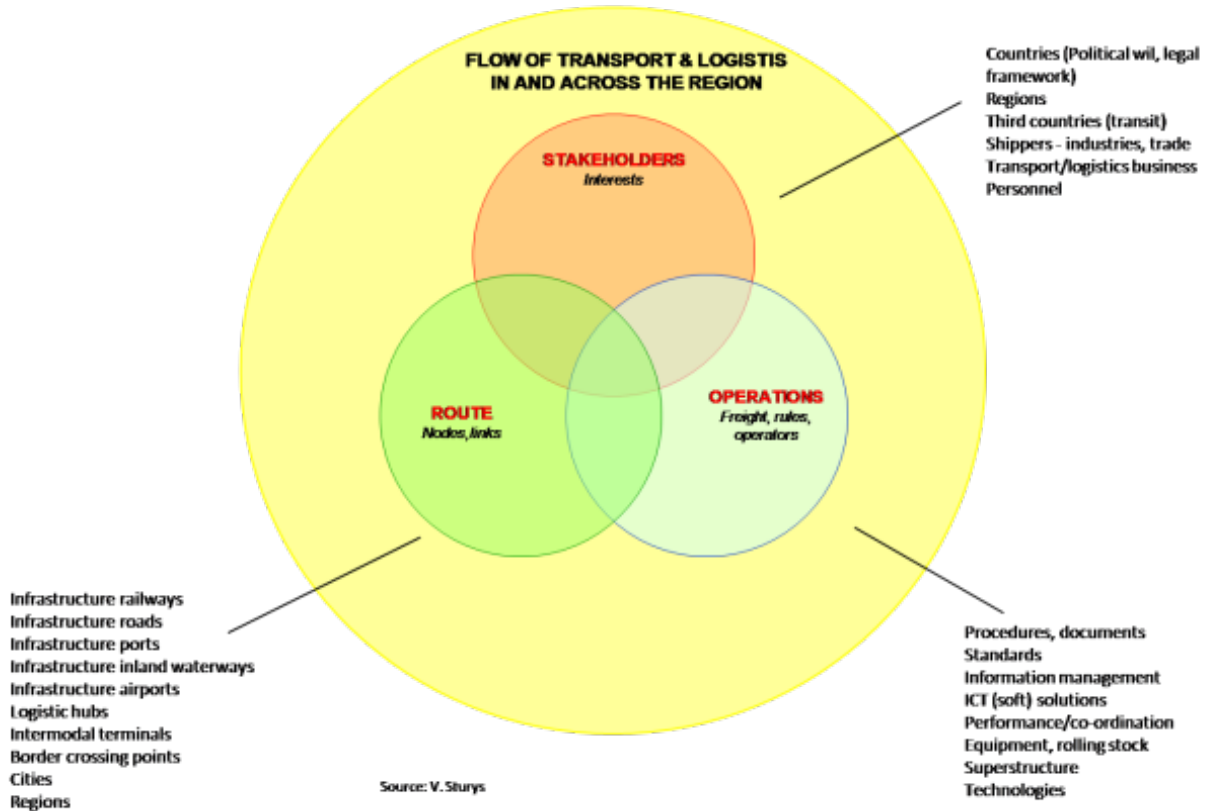 FLOW OF TRANSPORT & LOGISTIS
IN AND ACROSS THE REGION
Countries (Political wil, legal
framework)
Regions
Third countries (transit)
Shippers - industries, trade
Transport/logistics business
Personnel
STAKEHOLDERS
Interests
ROUTE
Nodes, links
OPERATIONS
Freight, rules,
operators
Infrastructure railways
Infrastructure roads
Infrastructure ports
Infrastructure inland waterways
Infrastructure airports
Logistic hubs
Intermodal terminals
Border crossing points
Cities
Regions
Procedures, documents
Standards
Information management
ICT (soft) solutions
Performance/co-ordination
Equipment, rolling stock
Superstructure
Technologies
Source: V. Sturys